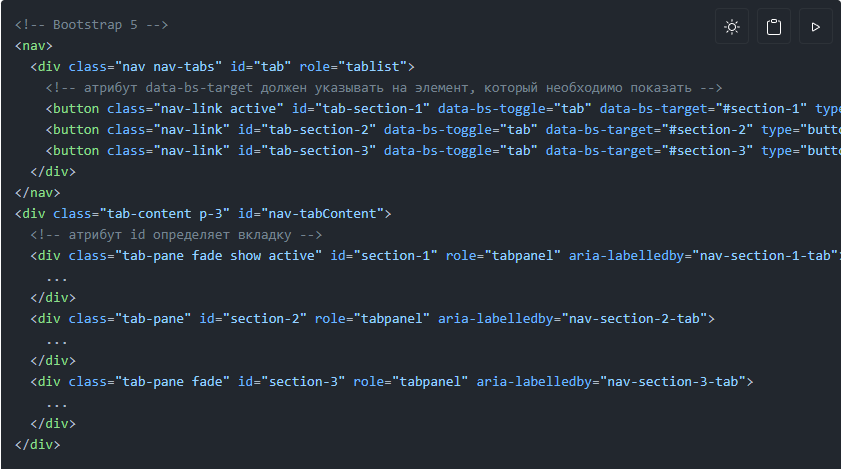 <!-- Bootstrap 5 -->
<nav>
<div class="nav nav-tabs" id="tab" role="tablist">
<!-- атрибут data-bs-target должен указывать на элемент, который необходимо показать -->
<button class="nav-link active" id="tab-section-1" data-bs-toggle="tab" data-bs-target="#section-1" type
<button class="nav-link" id="tab-section-2" data-bs-toggle="tab" data-bs-target="#section-2" type="butto
<button class="nav-link" id="tab-section-3" data-bs-toggle="tab" data-bs-target="#section-3" type="butto
</div>
</nav>
<div class="tab-content p-3" id="nav-tabContent">
<!-- атрибут id определяет вкладку -->
<div class="tab-pane fade show active" id="section-1" role="tabpanel" aria-labelledby="nav-section-1-tab"
...
</div>
<div class="tab-pane" id="section-2" role="tabpanel" aria-labelledby="nav-section-2-tab">
...
</div>
<div class="tab-pane fade" id="section-3" role="tabpanel" aria-labelledby="nav-section-3-tab">
...
</div>
</div>